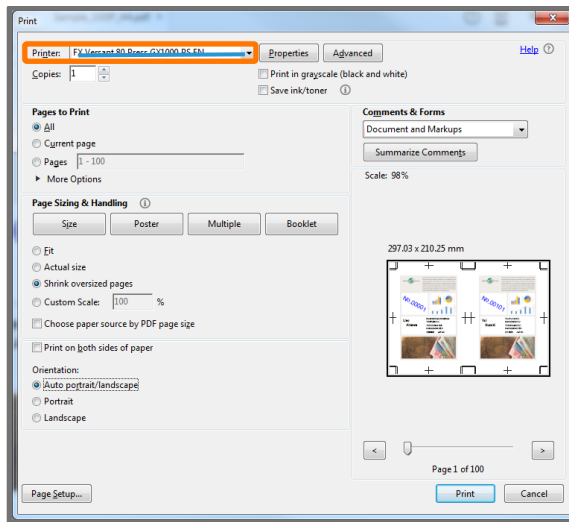 Print
Printer: FX Versant 80 Press GX1000 PS EN Properties Advanced Help
Copies: 1 Print in grayscale (black and white)
Save ink/toner
Pages to Print
All
Current page
Pages 1 - 100
More Options
Page Sizing & Handling
Size Poster Multiple Booklet
Fit
Actual size
Shrink oversized pages
Custom Scale: 100 %
Choose paper source by PDF page size
Print on both sides of paper
Orientation:
Auto portrait/landscape
Portrait
Landscape
Comments & Forms
Document and Markups
Summarize Comments
Scale: 98%
297.03 x 210.25 mm
No.00001 No.00101
< >
Page 1 of 100
Page Setup... Print Cancel